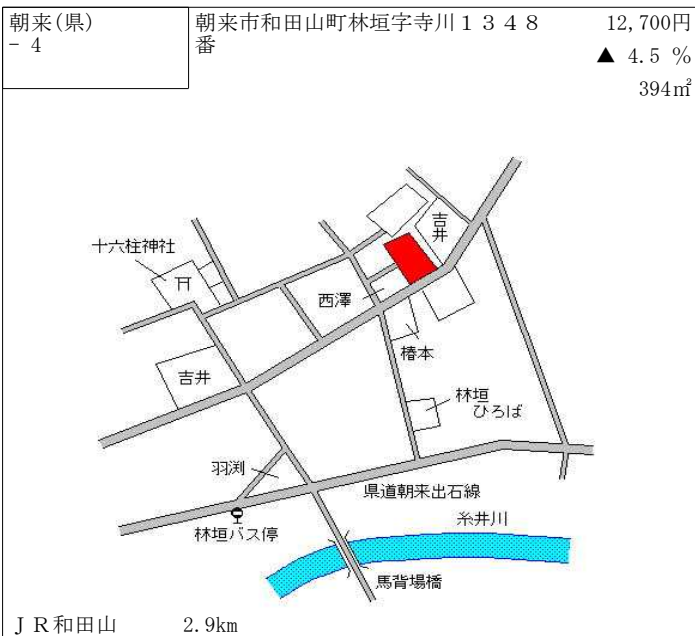 朝来(県)
- 4
朝来市和田山町林垣字寺川１３４８
番
12,700円
▲ 4.5 %
394㎡
十六柱神社
吉井
西澤
椿本
吉井
林垣
ひろば
羽渕
県道朝来出石線
林垣バス停
糸井川
馬背場橋
ＪＲ和田山 2.9km